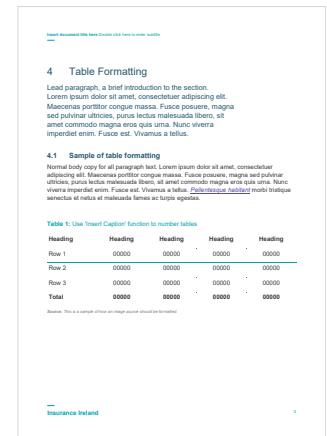 Insert document title here Double click here to enter subtitle
4 Table Formatting
Lead paragraph, a brief introduction to the section.
Lorem ipsum dolor sit amet, consectetuer adipiscing elit.
Maecenas porttitor congue massa. Fusce posuere, magna
sed pulvinar ultricies, purus lectus malesuada libero, sit
amet commodo magna eros quis urna. Nunc viverra
imperdiet enim. Fusce est. Vivamus a tellus.
4.1 Sample of table formatting
Normal body copy for all paragraph text. Lorem ipsum dolor sit amet, consectetuer
adipiscing elit. Maecenas porttitor congue massa. Fusce posuere, magna sed pulvinar
ultricies, purus lectus malesuada libero, sit amet commodo magna eros quis urna. Nunc
viverra imperdiet enim. Fusce est. Vivamus a tellus. Pellentesque habitent morbi tristique
senectus et netus et malesuada fames ac turpis egestas.
Table 1: Use 'Insert Caption' function to number tables
Heading Heading Heading Heading Heading
Row 1 00000 00000 00000 00000
Row 2 00000 00000 00000 00000
Row 3 00000 00000 00000 00000
Total 00000 00000 00000 00000
Source: This is a sample of how an image source should be formatted
Insurance Ireland